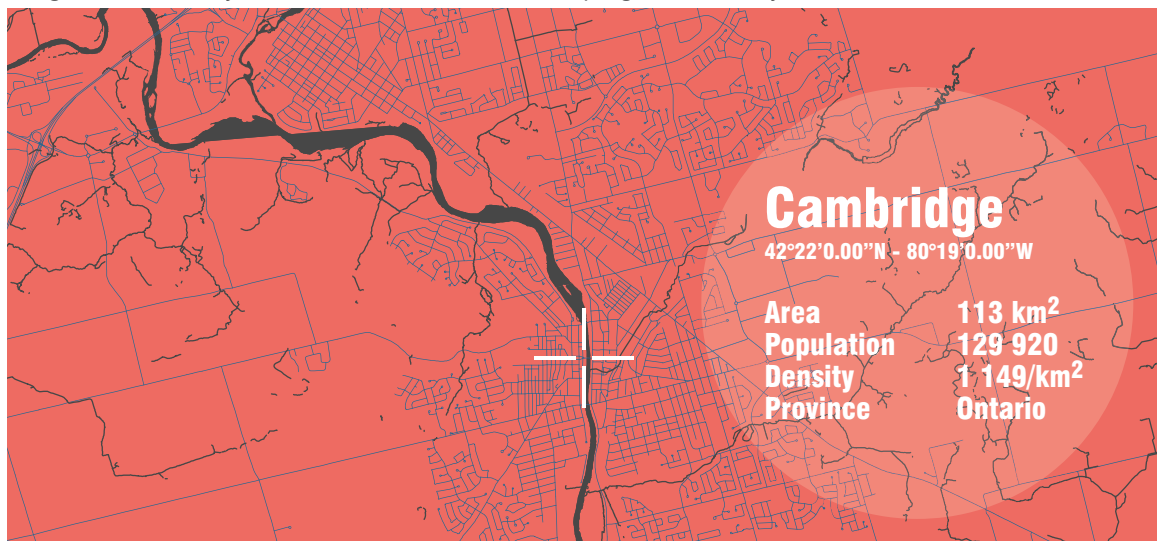 Cambridge
42°22’0.00’’N - 80°19’0.00’’W
Area 113 km²
Population 129 920
Density 1 149/km²
Province Ontario